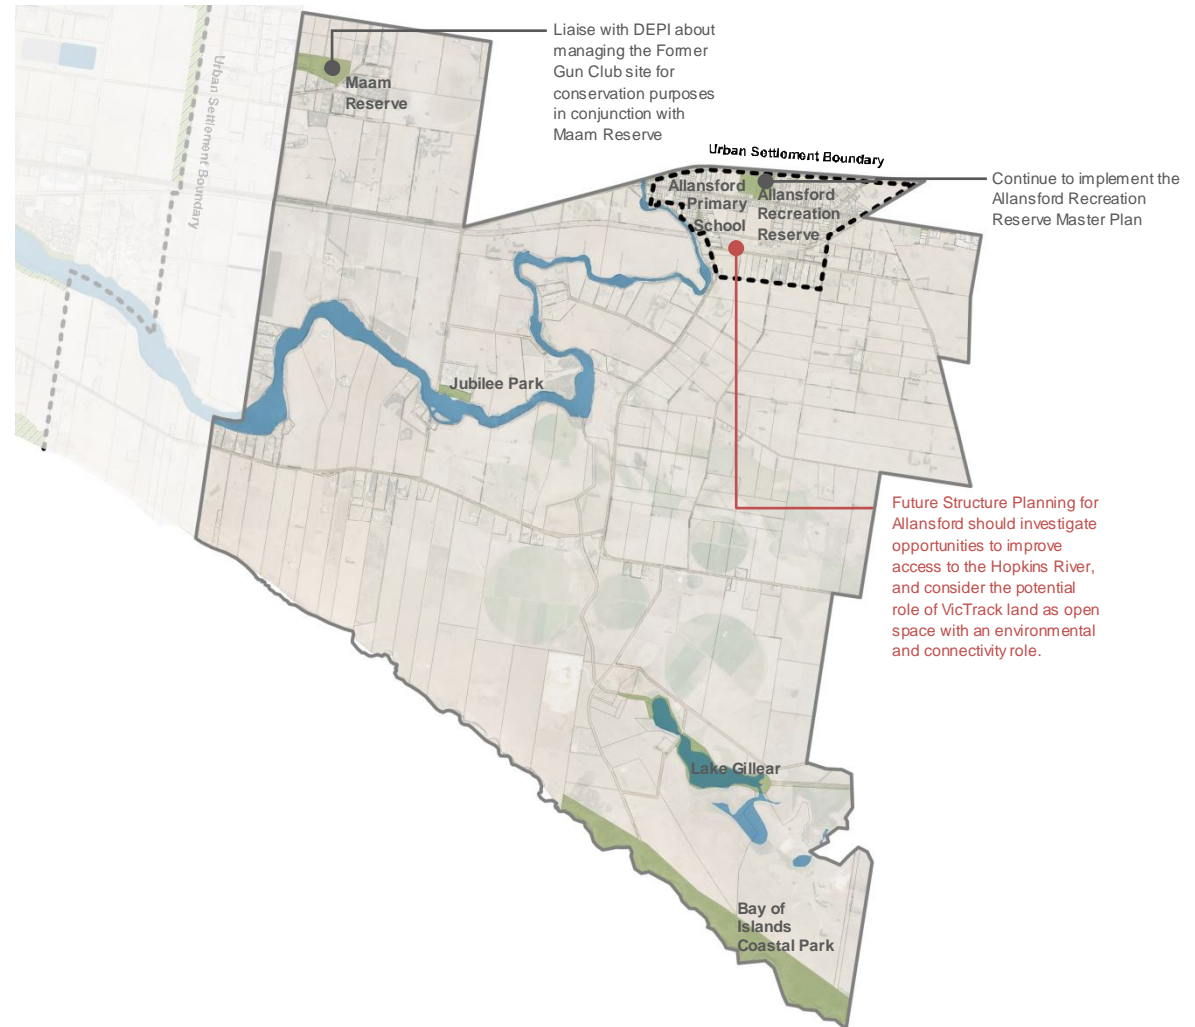 Liaise with DEPI about
managing the Former
Gun Club site for
conservation purposes
in conjunction with
Maam Reserve
Maam
Reserve
Urban Settlement Boundary
Urban Settlement Boundary
Allansford
Primary
School
Allansford
Recreation
Reserve
Continue to implement the
Allansford Recreation
Reserve Master Plan
Jubilee Park
Future Structure Planning for
Allansford should investigate
opportunities to improve
access to the Hopkins River,
and consider the potential
role of VicTrack land as open
space with an environmental
and connectivity role.
Lake Gillear
Bay of
Islands
Coastal Park